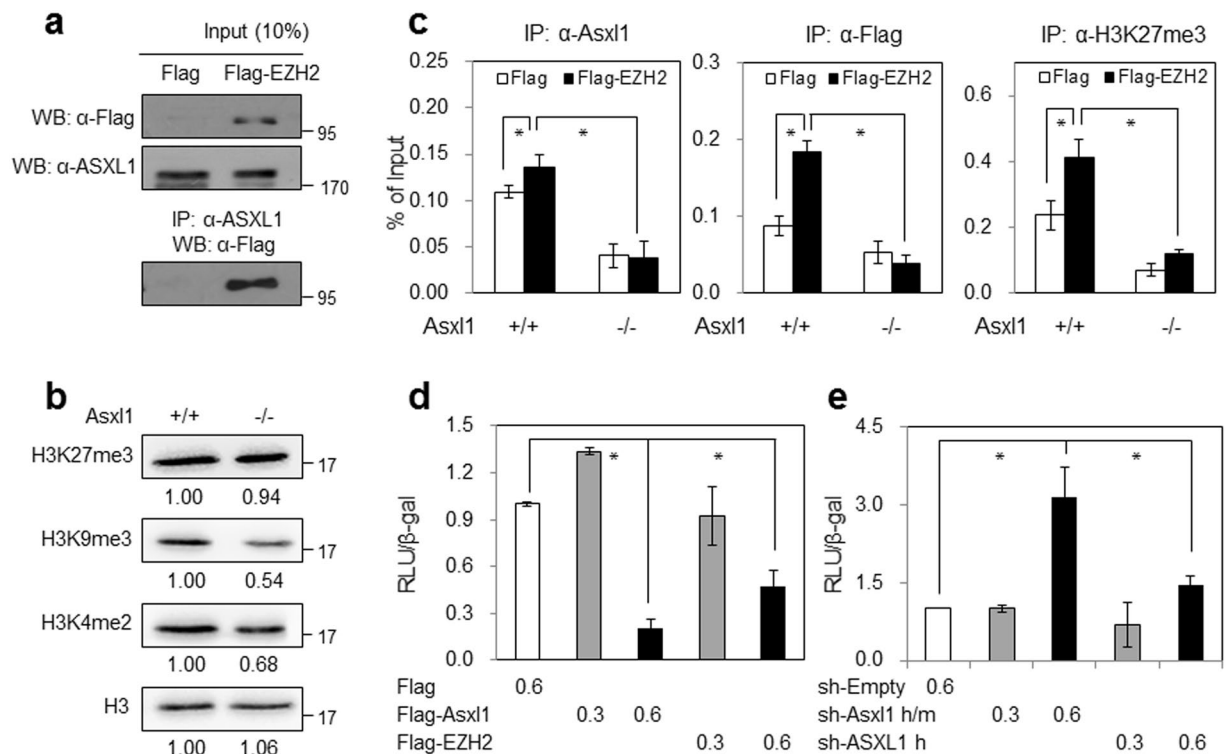 a
Input (10%)
Flag Flag-EZH2
WB: α-Flag
95
WB: α-ASXL1
170
IP: α-ASXL1
WB: α-Flag
95
b
Asxl1 +/+ -/-
H3K27me3
17
1.00 0.94
H3K9me3
17
1.00 0.54
H3K4me2
17
1.00 0.68
H3
17
1.00 1.06
c
IP: α-Asxl1
Flag Flag-EZH2
% of Input
0.25
0.20
0.15
0.10
0.05
0.00
* *
Asxl1 +/+ -/-
IP: α-Flag
Flag Flag-EZH2
0.3
0.2
0.1
0.0
* *
Asxl1 +/+ -/-
IP: α-H3K27me3
Flag Flag-EZH2
0.6
0.4
0.2
0.0
* *
Asxl1 +/+ -/-
d
RLU/β-gal
1.5
1.2
0.9
0.6
0.3
0.0
* *
Flag 0.6
Flag-Asxl1 0.3 0.6
Flag-EZH2 0.3 0.6
e
RLU/β-gal
4.5
3.0
1.5
0.0
* *
sh-Empty 0.6
sh-Asxl1 h/m 0.3 0.6
sh-ASXL1 h 0.3 0.6